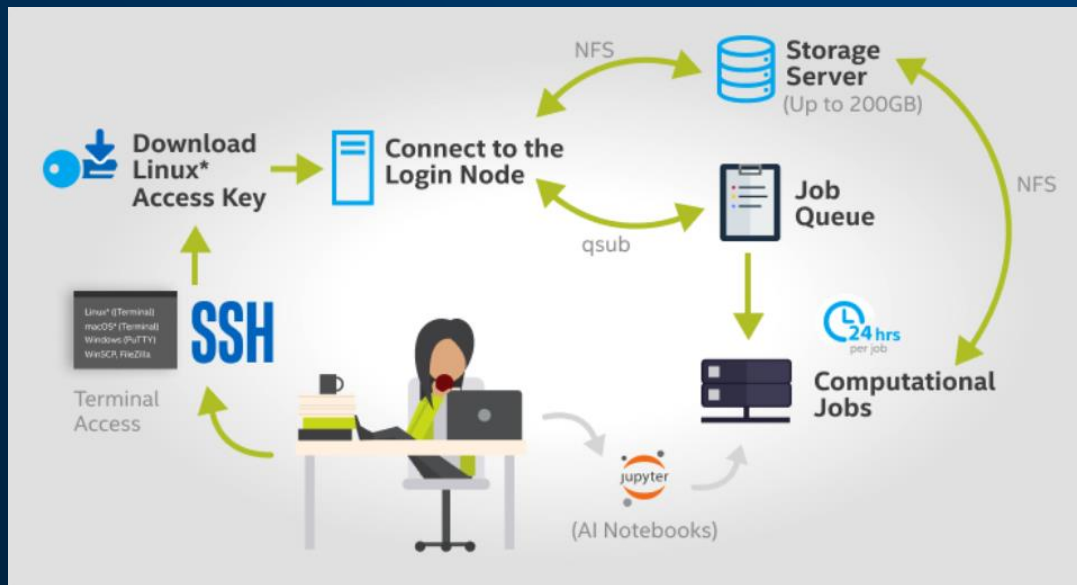 NFS
Storage
Server
(Up to 200GB)
Download
Linux*
Access Key
Connect to the
Login Node
NFS
Job
Queue
qsub
Linux* ((Terminal)
macOS* (Terminal)
Windows (PuTTY)
WinSCP, FileZilla
SSH
24 hrs
per job
Terminal
Access
Computational
Jobs
jupyter
(AI Notebooks)